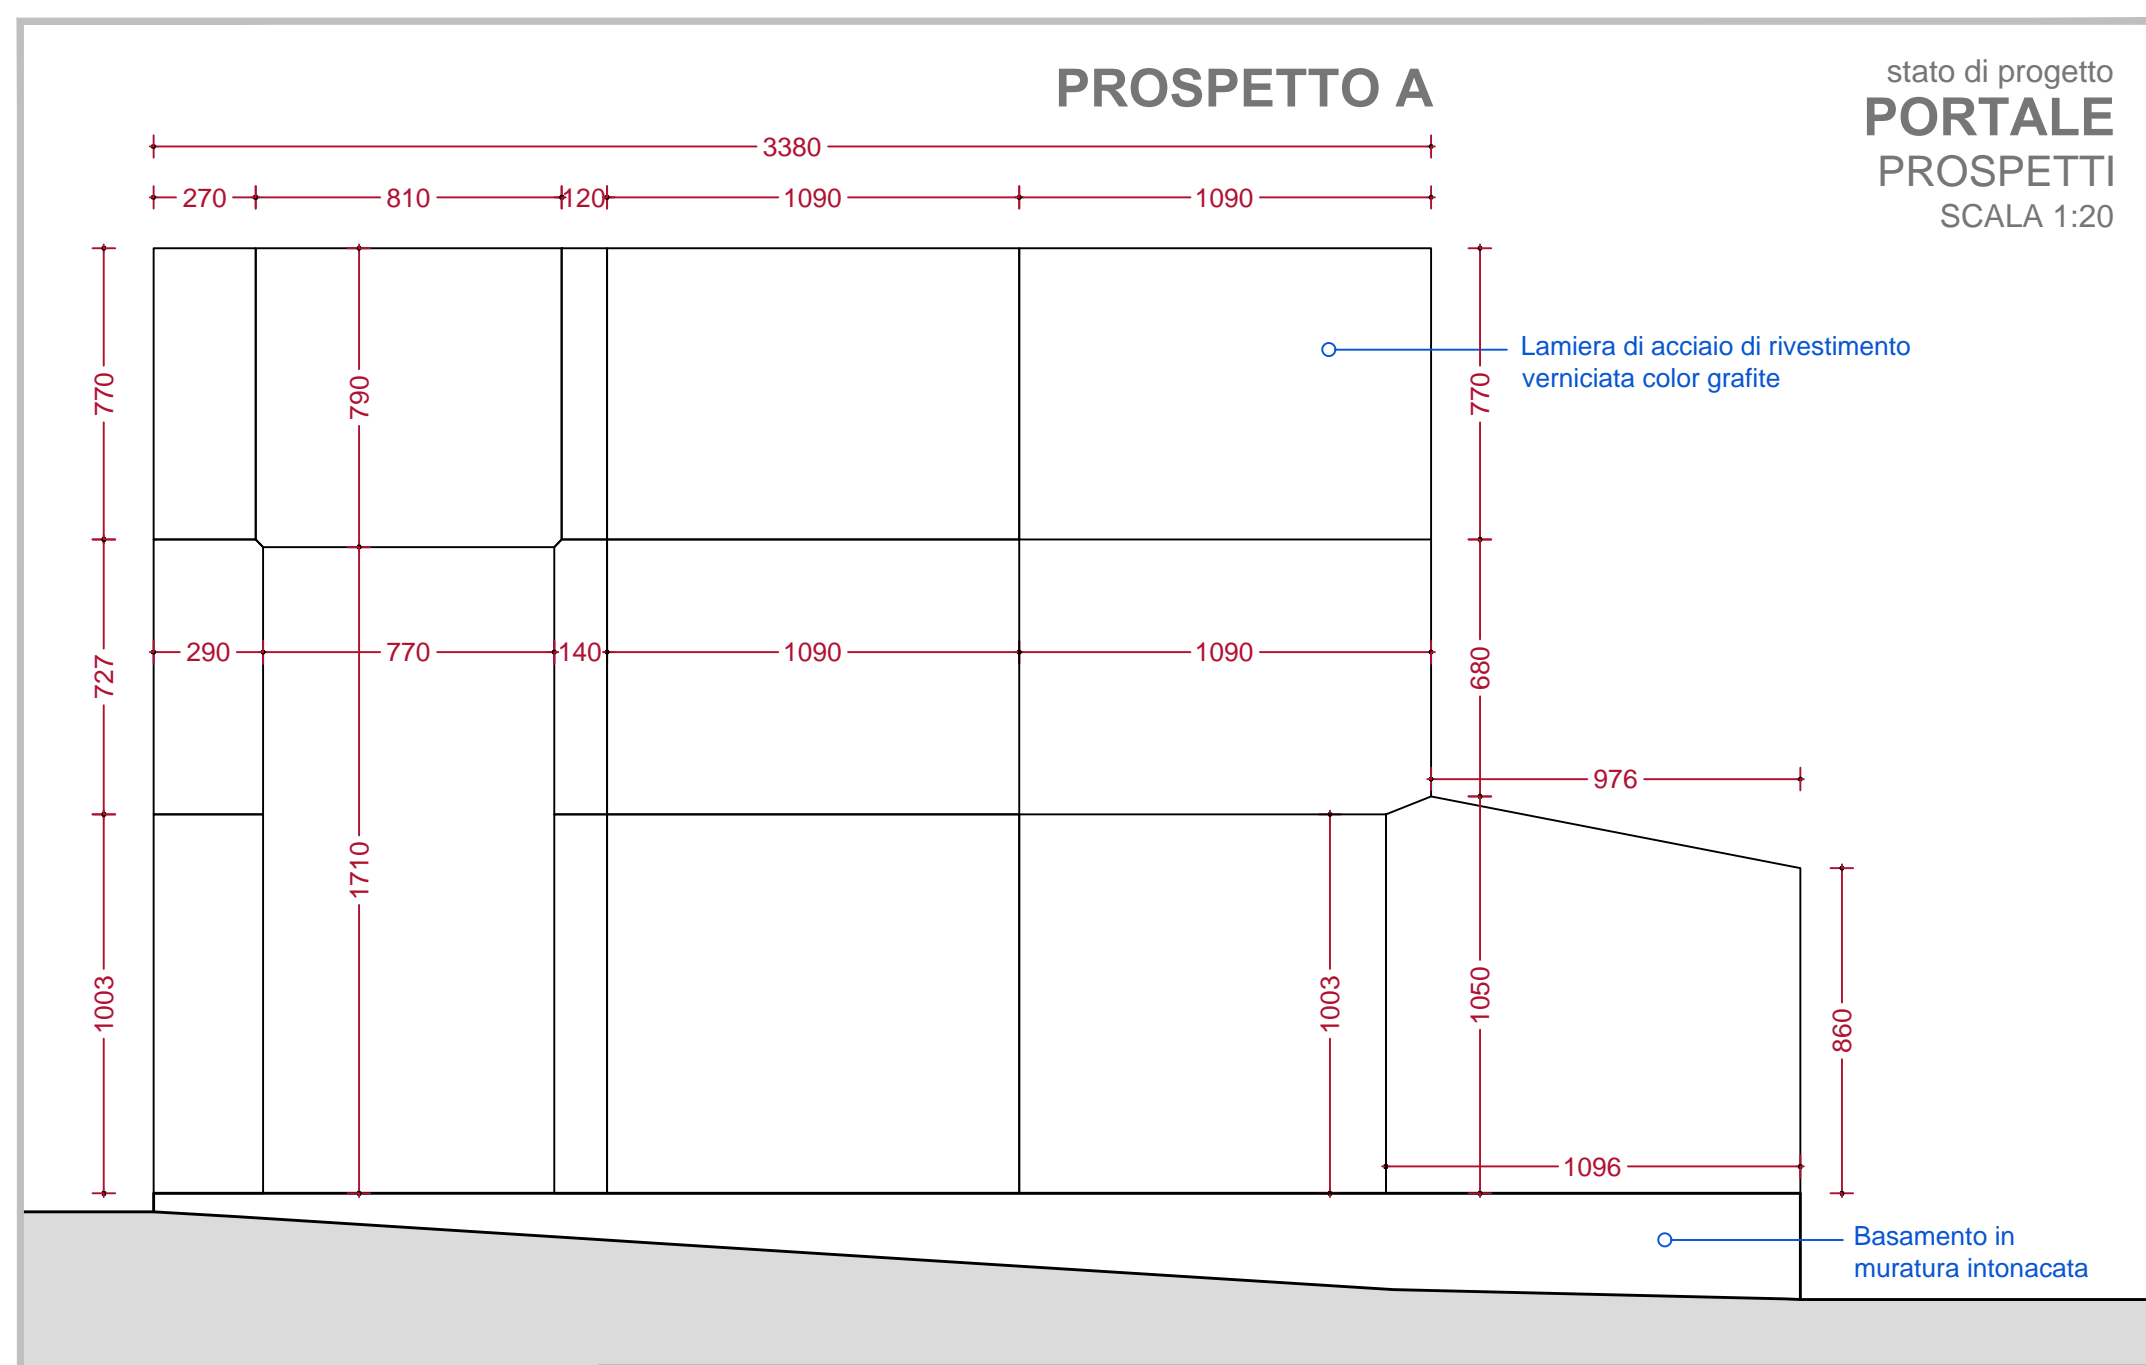 PROSPETTO A
stato di progetto
PORTALE
PROSPETTI
SCALA 1:20
3380
270 810 120 1090 1090
770
790
770
Lamiera di acciaio di rivestimento
verniciata color grafite
727
290 770 140 1090 1090
680
976
1710
1003
1003
1050
860
1096
Basamento in
muratura intonacata